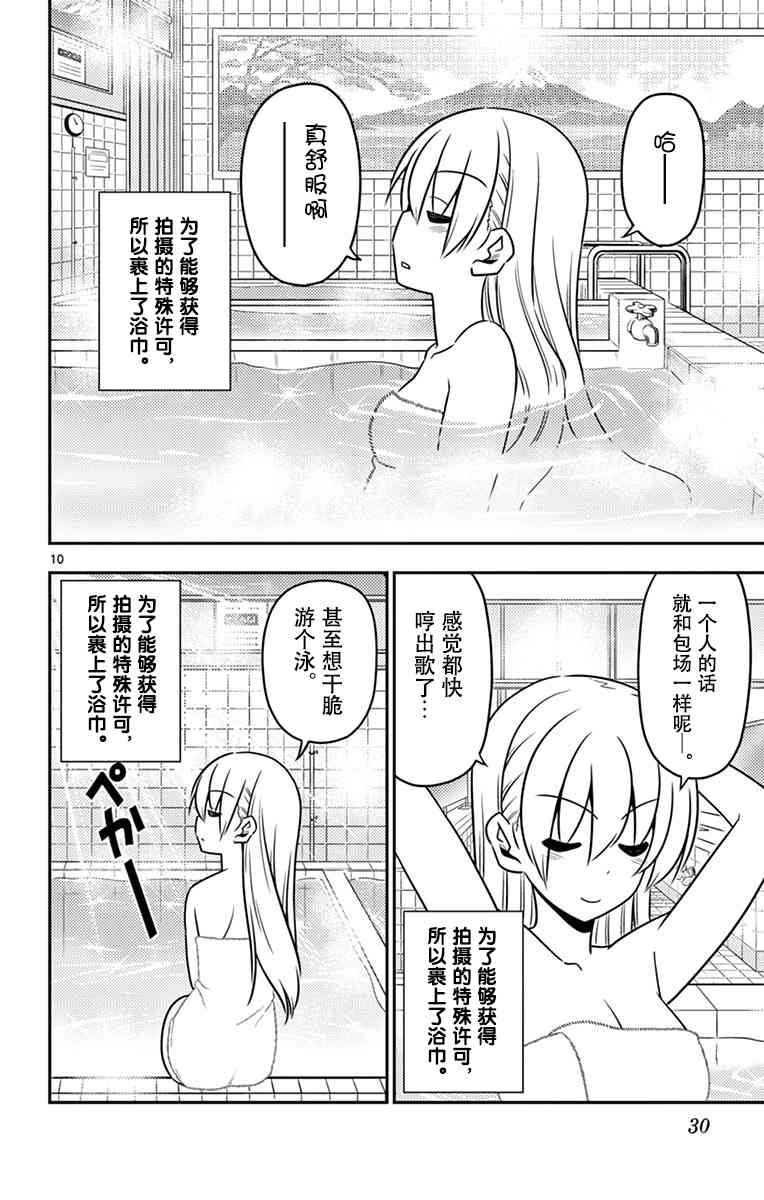 哈——
真舒服啊——
为了能够获得
拍摄的特殊许可，
所以裹上了浴巾。
10
一个人的话
就和包场一样呢—。
感觉都快
哼出歌了…
为了能够获得
拍摄的特殊许可，
所以裹上了浴巾。
甚至想干脆
游个泳。
为了能够获得
拍摄的特殊许可，
所以裹上了浴巾。
ぺかー
30